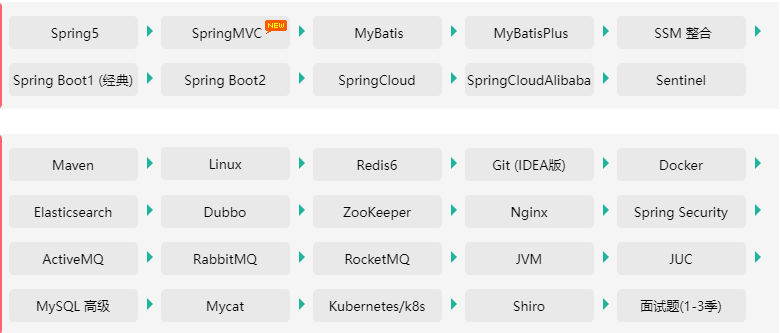 Spring5 SpringMVC NEW MyBatis MyBatisPlus SSM 整合
Spring Boot1 (经典) Spring Boot2 SpringCloud SpringCloudAlibaba Sentinel
Maven Linux Redis6 Git (IDEA版) Docker
Elasticsearch Dubbo ZooKeeper Nginx Spring Security
ActiveMQ RabbitMQ RocketMQ JVM JUC
MySQL 高级 Mycat Kubernetes/k8s Shiro 面试题(1-3季)